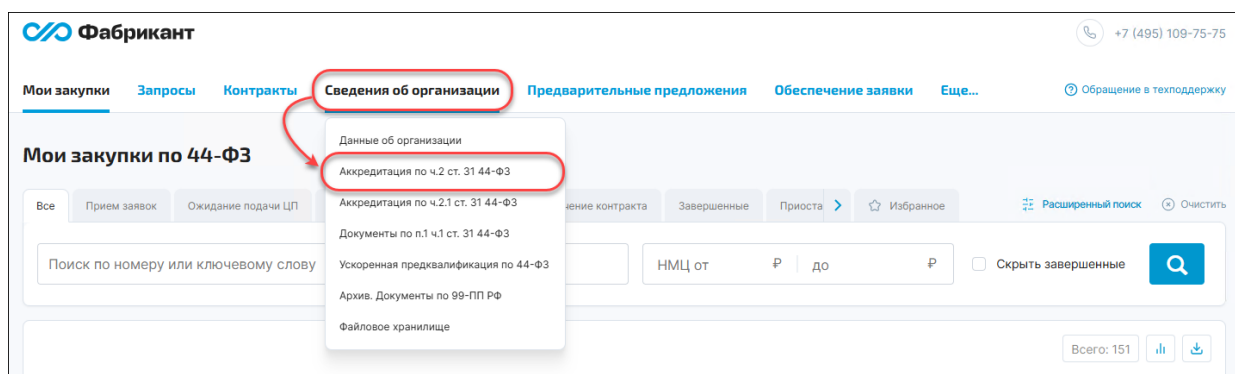 Фабрикант
+7 (495) 109-75-75
Мои закупки Запросы Контракты Сведения об организации Предварительные предложения Обеспечение заявки Еще... Обращение в техподдержку
Данные об организации
Мои закупки по 44-ФЗ
Аккредитация по ч.2 ст. 31 44-ФЗ
Все Прием заявок Ожидание подачи ЦП Аккредитация по ч.2.1 ст. 31 44-ФЗ контракта Завершенные Приоста Избранное Расширенный поиск Очистить
Документы по п.1 ч.1 ст. 31 44-ФЗ
Поиск по номеру или ключевому слову Ускоренная предквалификация по 44-ФЗ НМЦ от ₽ до ₽ Скрыть завершенные
Архив. Документы по 99-ПП РФ
Файловое хранилище
Всего: 151